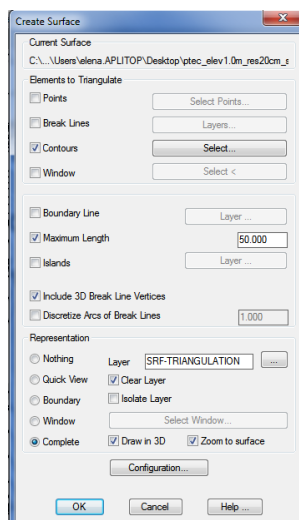 Create Surface
Current Surface
C:\...\Users\elena.APLITOP\Desktop\ptec_elev1.0m_res20cm_s
Elements to Triangulate
Points Select Points...
Break Lines Layers...
Contours Select...
Window Select <
Boundary Line Layer ...
Maximum Length 50.000
Islands Layer ...
Include 3D Break Line Vertices
Discretize Arcs of Break Lines 1.000
Representation
Nothing Layer SRF-TRIANGULATION ...
Quick View Clear Layer
Boundary Isolate Layer
Window Select Window...
Complete Draw in 3D Zoom to surface
Configuration...
OK Cancel Help ...